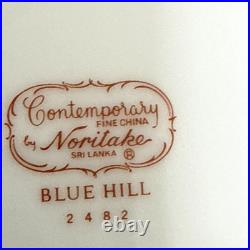 Contemporary
FINE CHINA
by Noritake
SRI LANKA ®
BLUE HILL
2482